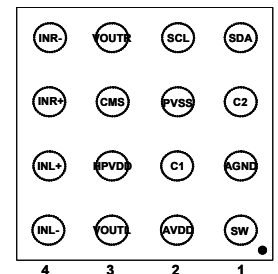 INR- VOUTR SCL SDA
INR+ CMS PVSS C2
INL+ HPVDD C1 AGND
INL- VOUTL AVDD SW
4 3 2 1